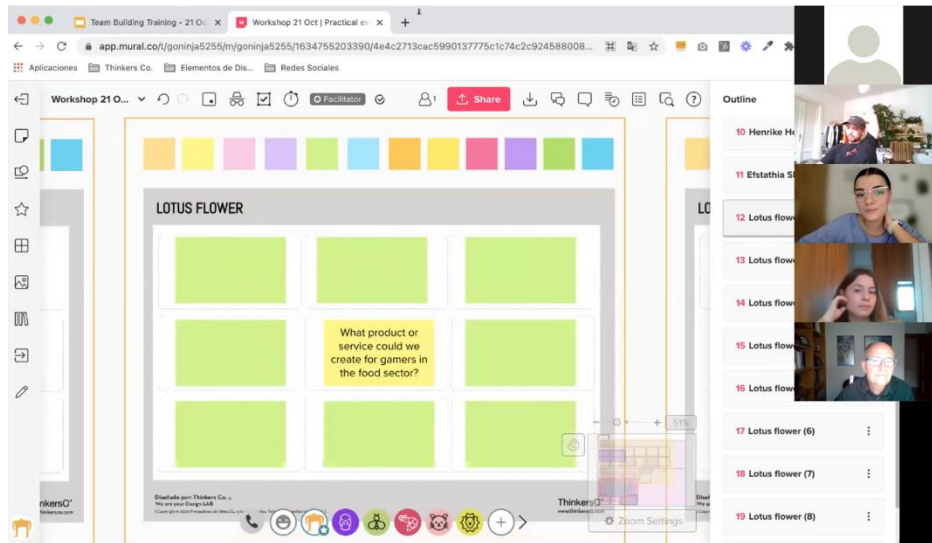 Team Building Training - 21 Oc
Workshop 21 Oct | Practical ex
app.mural.co/t/goninja5255/m/goninja5255/1634755203390/4e4c2713cac5990137775c1c74c2c924588008...
Aplicaciones
Thinkers Co.
Elementos de Dis...
Redes Sociales
Workshop 21 O...
Facilitator
1
Share
Outline
10 Henrike He
11 Efstathia S
12 Lotus flow
13 Lotus flow
14 Lotus flow
15 Lotus flow
16 Lotus flow
17 Lotus flower (6)
18 Lotus flower (7)
19 Lotus flower (8)
LOTUS FLOWER
LO
What product or
service could we
create for gamers in
the food sector?
51%
Diseñado por: Thinkers Co.
We are your Design LAB
ThinkersCo
Zoom Settings